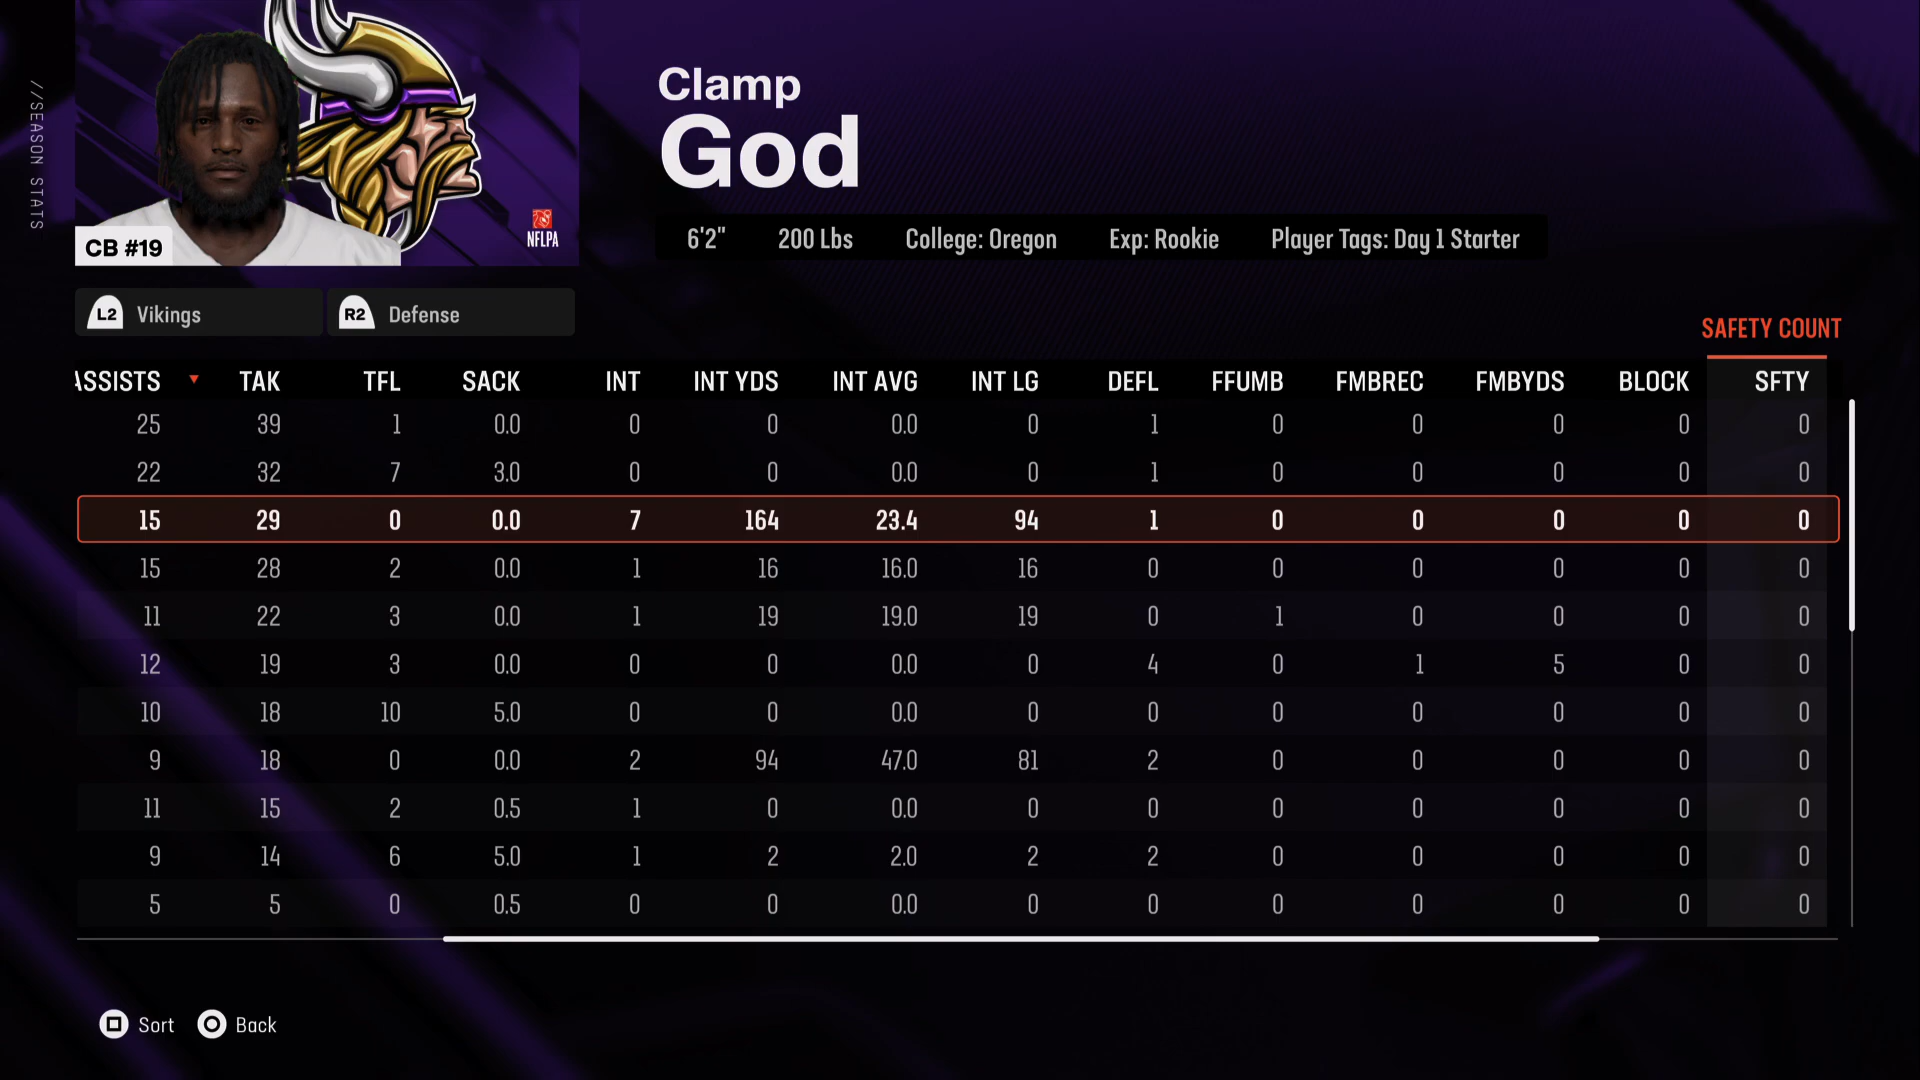 //SEASON STATS
Clamp
God
CB #19
NFLPA
6'2" 200 Lbs College: Oregon Exp: Rookie Player Tags: Day 1 Starter
L2 Vikings R2 Defense
SAFETY COUNT
ASSISTS TAK TFL SACK INT INT YDS INT AVG INT LG DEFL FFUMB FMBREC FMBYDS BLOCK SFTY
25 39 1 0.0 0 0 0.0 0 1 0 0 0 0 0
22 32 7 3.0 0 0 0.0 0 1 0 0 0 0 0
15 29 0 0.0 7 164 23.4 94 1 0 0 0 0 0
15 28 2 0.0 1 16 16.0 16 0 0 0 0 0 0
11 22 3 0.0 1 19 19.0 19 0 1 0 0 0 0
12 19 3 0.0 0 0 0.0 0 4 0 1 5 0 0
10 18 10 5.0 0 0 0.0 0 0 0 0 0 0 0
9 18 0 0.0 2 94 47.0 81 2 0 0 0 0 0
11 15 2 0.5 1 0 0.0 0 0 0 0 0 0 0
9 14 6 5.0 1 2 2.0 2 2 0 0 0 0 0
5 5 0 0.5 0 0 0.0 0 0 0 0 0 0 0
Sort Back